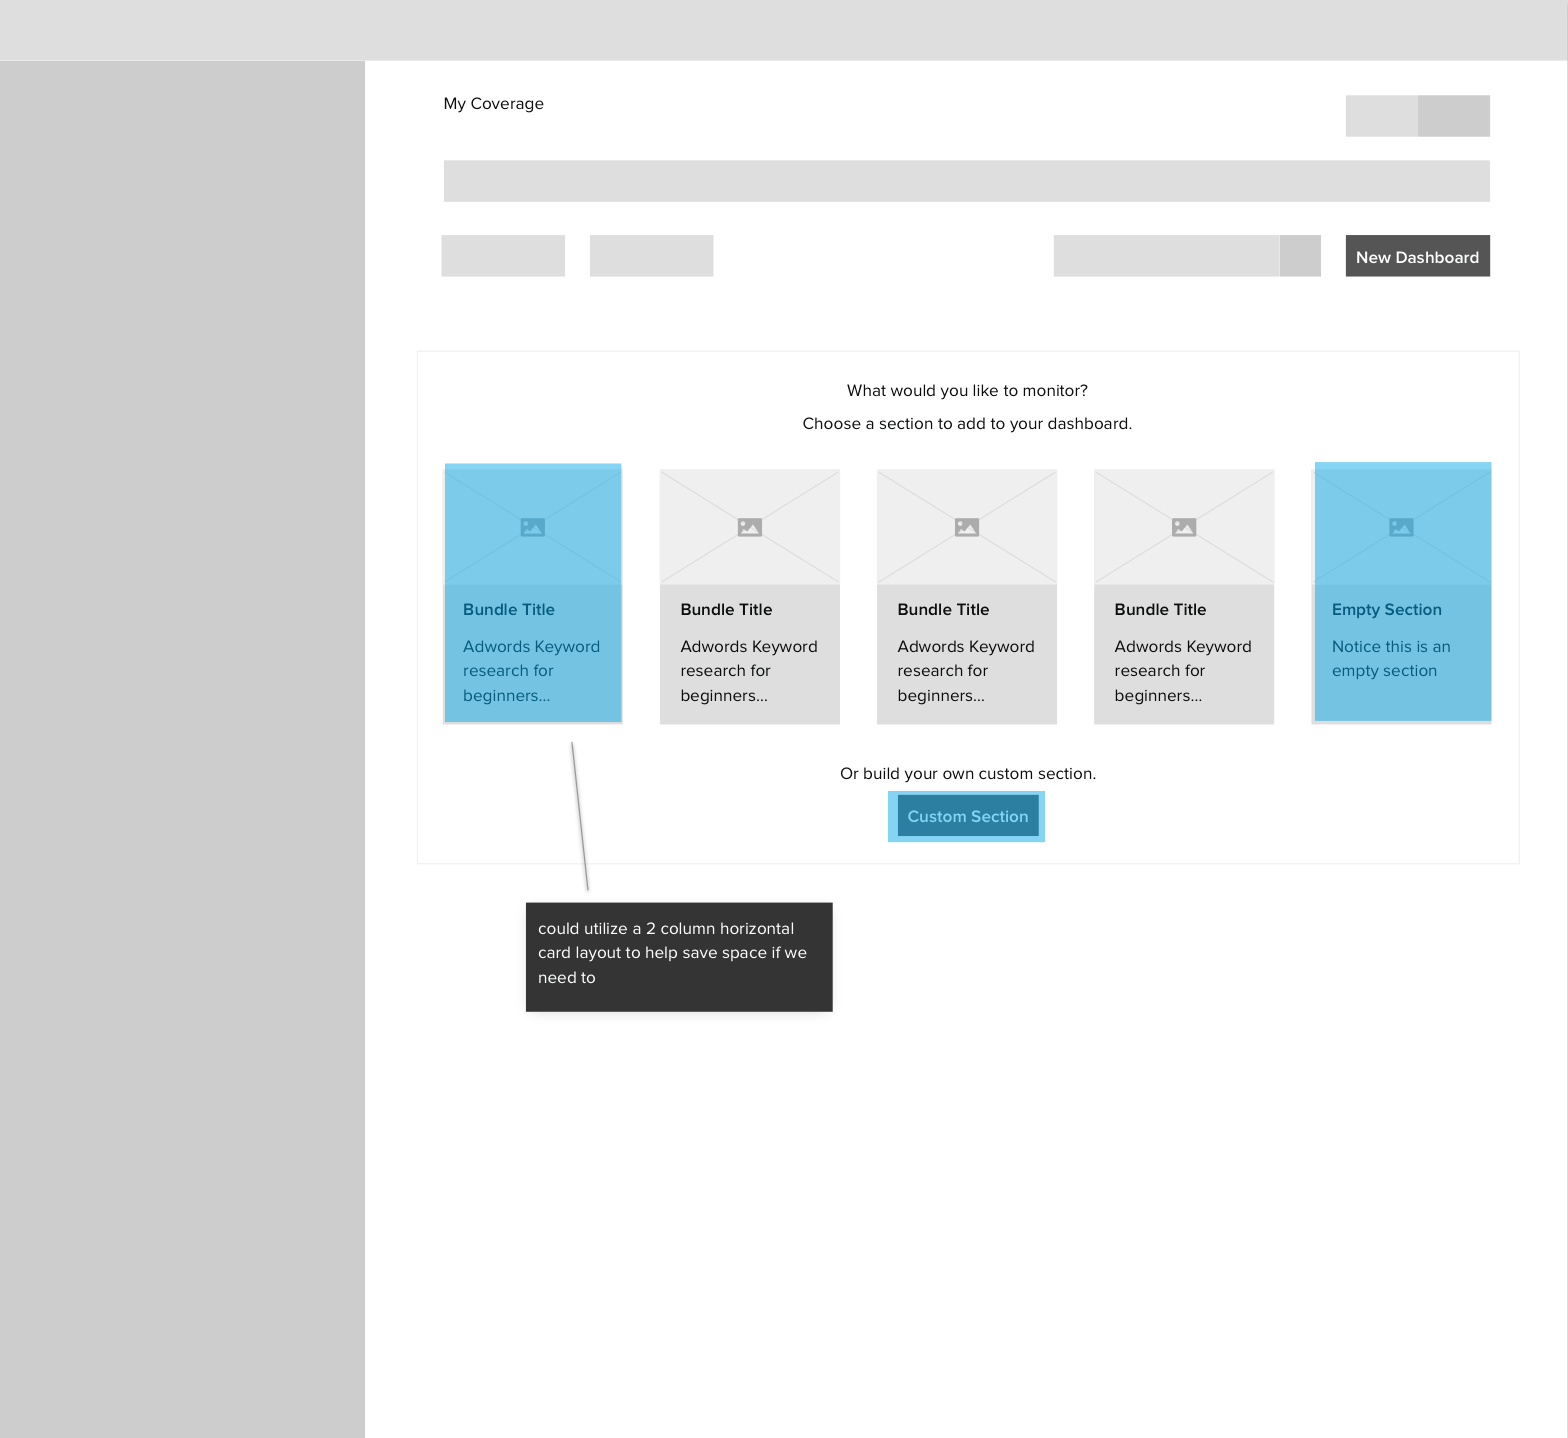 My Coverage
New Dashboard
What would you like to monitor?
Choose a section to add to your dashboard.
Bundle Title
Adwords Keyword
research for
beginners...
Bundle Title
Adwords Keyword
research for
beginners...
Bundle Title
Adwords Keyword
research for
beginners...
Bundle Title
Adwords Keyword
research for
beginners...
Empty Section
Notice this is an
empty section
Or build your own custom section.
Custom Section
could utilize a 2 column horizontal
card layout to help save space if we
need to